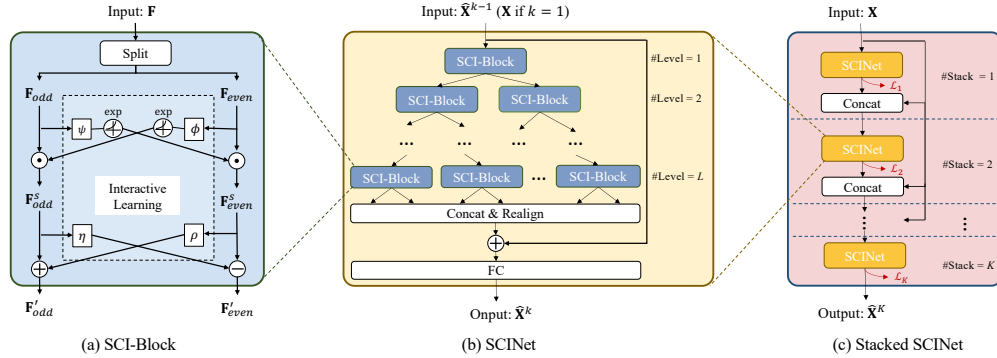 Input: F
Split
F_odd
F_even
exp
exp
ψ
ϕ
F^s_odd
Interactive
Learning
F^s_even
η
ρ
F′_odd
F′_even
(a) SCI-Block
Input: X̂^{k−1} (X if k = 1)
SCI-Block
#Level = 1
SCI-Block
SCI-Block
#Level = 2
...
...
...
...
SCI-Block
SCI-Block
...
SCI-Block
#Level = L
Concat & Realign
FC
Onput: X̂^k
(b) SCINet
Input: X
SCINet
#Stack = 1
ℒ_1
Concat
SCINet
#Stack = 2
ℒ_2
Concat
SCINet
#Stack = K
ℒ_K
Output: X̂^K
(c) Stacked SCINet